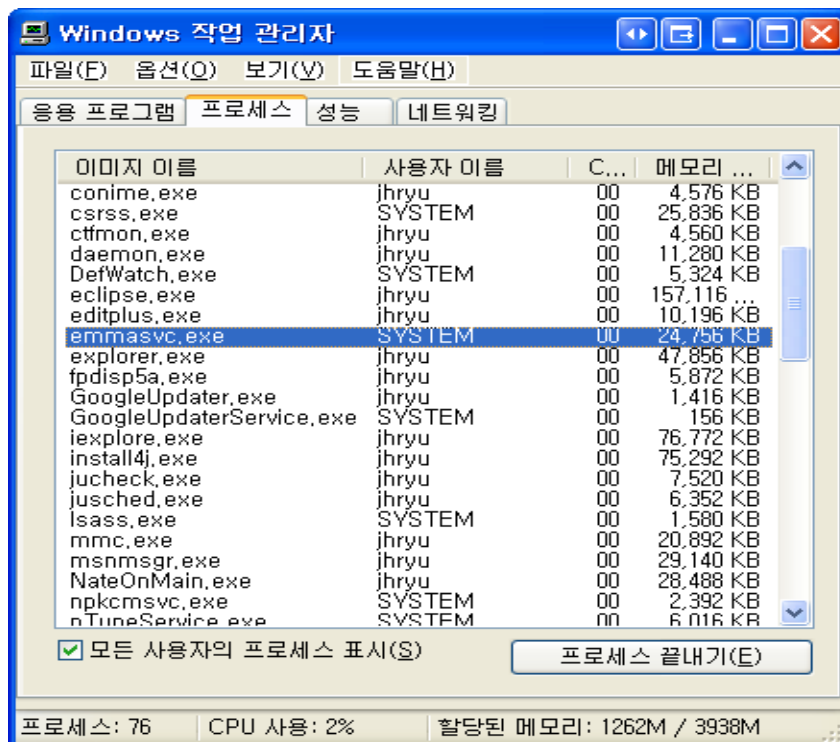 Windows 작업 관리자
파일(F) 옵션(O) 보기(V) 도움말(H)
응용 프로그램 프로세스 성능 네트워킹
이미지 이름 사용자 이름 C... 메모리 ...
conime.exe jhryu 00 4,576 KB
csrss.exe SYSTEM 00 25,836 KB
ctfmon.exe jhryu 00 4,560 KB
daemon.exe jhryu 00 11,280 KB
DefWatch.exe SYSTEM 00 5,324 KB
eclipse.exe jhryu 00 157,116 ...
editplus.exe jhryu 00 10,196 KB
emmasvc.exe SYSTEM 00 24,756 KB
explorer.exe jhryu 00 47,856 KB
fpdisp5a.exe jhryu 00 5,872 KB
GoogleUpdater.exe jhryu 00 1,416 KB
GoogleUpdaterService.exe SYSTEM 00 156 KB
iexplore.exe jhryu 00 76,772 KB
install4j.exe jhryu 00 75,292 KB
jucheck.exe jhryu 00 7,520 KB
jusched.exe jhryu 00 6,352 KB
lsass.exe SYSTEM 00 1,580 KB
mmc.exe jhryu 00 20,892 KB
msnmsgr.exe jhryu 00 29,140 KB
NateOnMain.exe jhryu 00 28,488 KB
npkcmsvc.exe SYSTEM 00 2,392 KB
nTuneService.exe SYSTEM 00 6,016 KB
모든 사용자의 프로세스 표시(S) 프로세스 끝내기(E)
프로세스: 76 CPU 사용: 2% 할당된 메모리: 1262M / 3938M